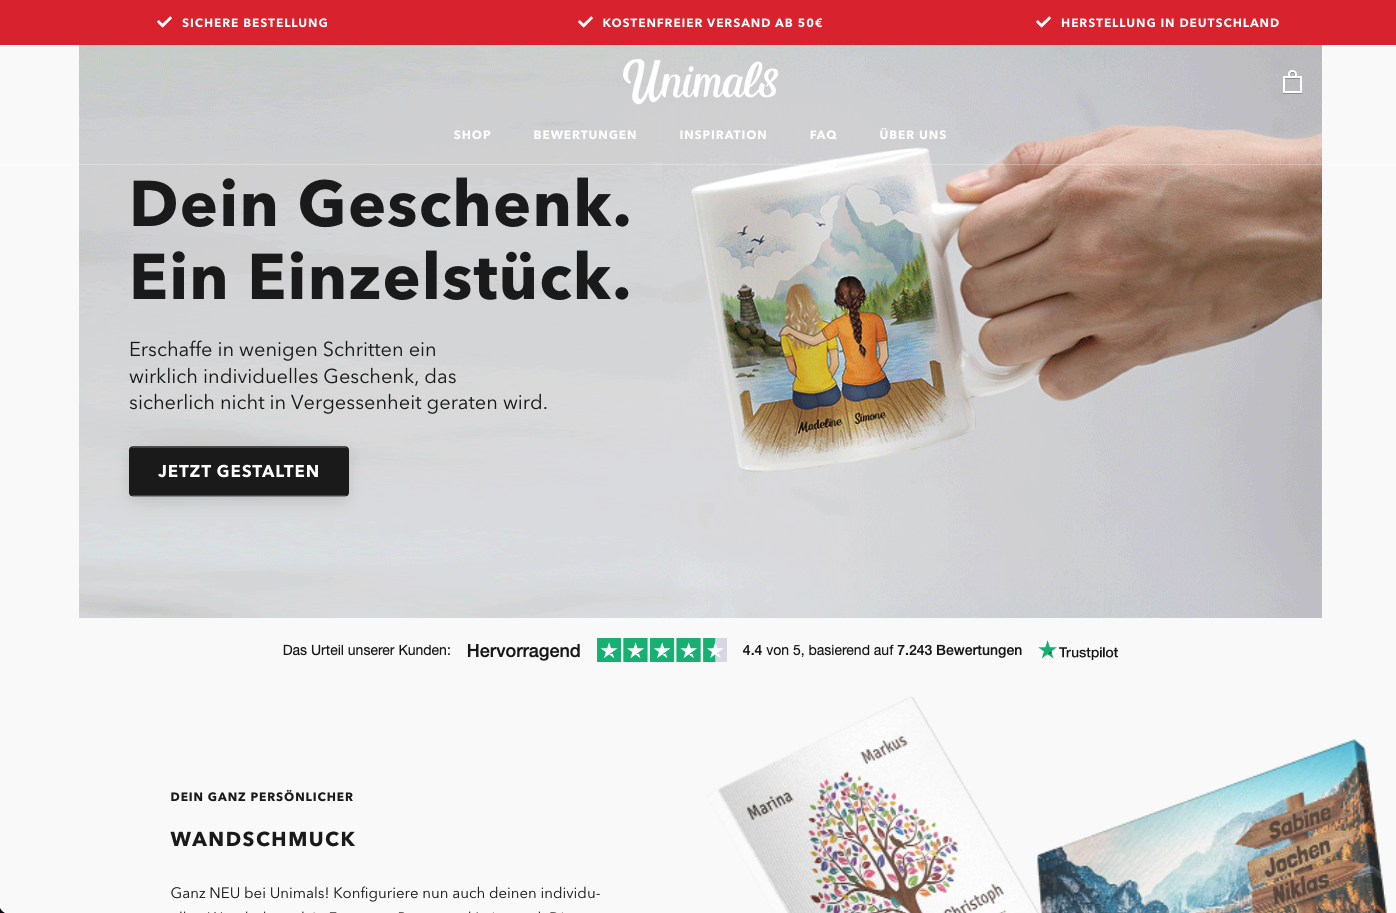 SICHERE BESTELLUNG
KOSTENFREIER VERSAND AB 50€
HERSTELLUNG IN DEUTSCHLAND
Unimals
SHOP
BEWERTUNGEN
INSPIRATION
FAQ
ÜBER UNS
Dein Geschenk.
Ein Einzelstück.
Erschaffe in wenigen Schritten ein
wirklich individuelles Geschenk, das
sicherlich nicht in Vergessenheit geraten wird.
JETZT GESTALTEN
Madeline Simone
Das Urteil unserer Kunden: Hervorragend 4.4 von 5, basierend auf 7.243 Bewertungen Trustpilot
DEIN GANZ PERSÖNLICHER
WANDSCHMUCK
Ganz NEU bei Unimals! Konfiguriere nun auch deinen individu-
Markus
Marina
Christoph
Sabine
Jochen
Niklas